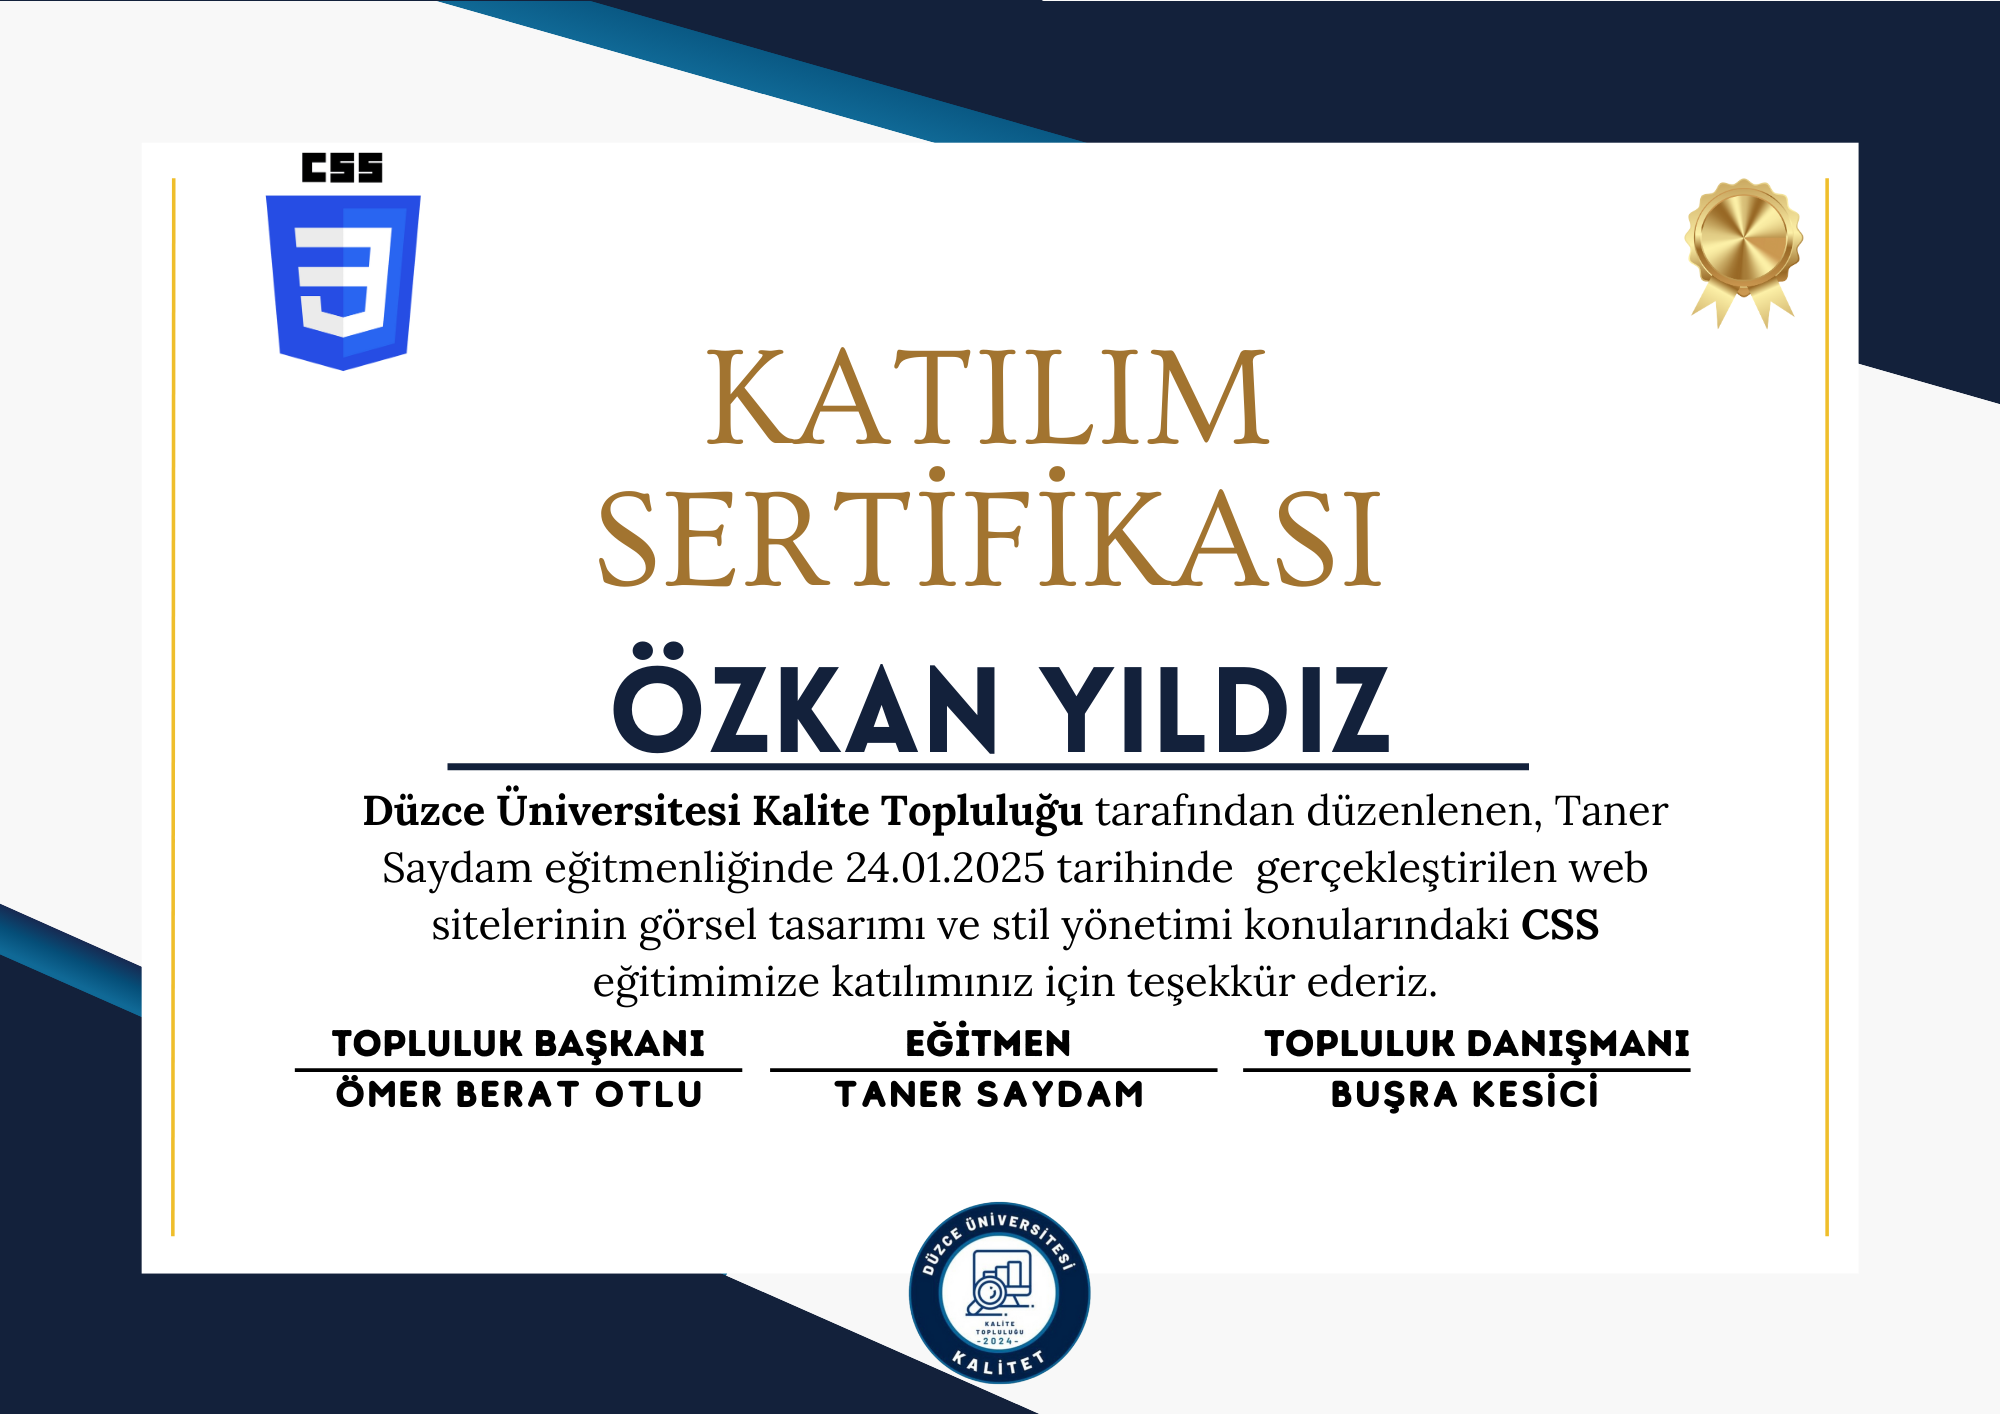 CSS
KATILIM
SERTİFİKASI
ÖZKAN YILDIZ
Düzce Üniversitesi Kalite Topluluğu tarafından düzenlenen, Taner
Saydam eğitmenliğinde 24.01.2025 tarihinde  gerçekleştirilen web
sitelerinin görsel tasarımı ve stil yönetimi konularındaki CSS
eğitimimize katılımınız için teşekkür ederiz.
TOPLULUK BAŞKANI
ÖMER BERAT OTLU
EĞİTMEN
TANER SAYDAM
TOPLULUK DANIŞMANI
BUŞRA KESİCİ
DÜZCE ÜNİVERSİTESİ
KALİTE
TOPLULUĞU
-2024-
KALİTET